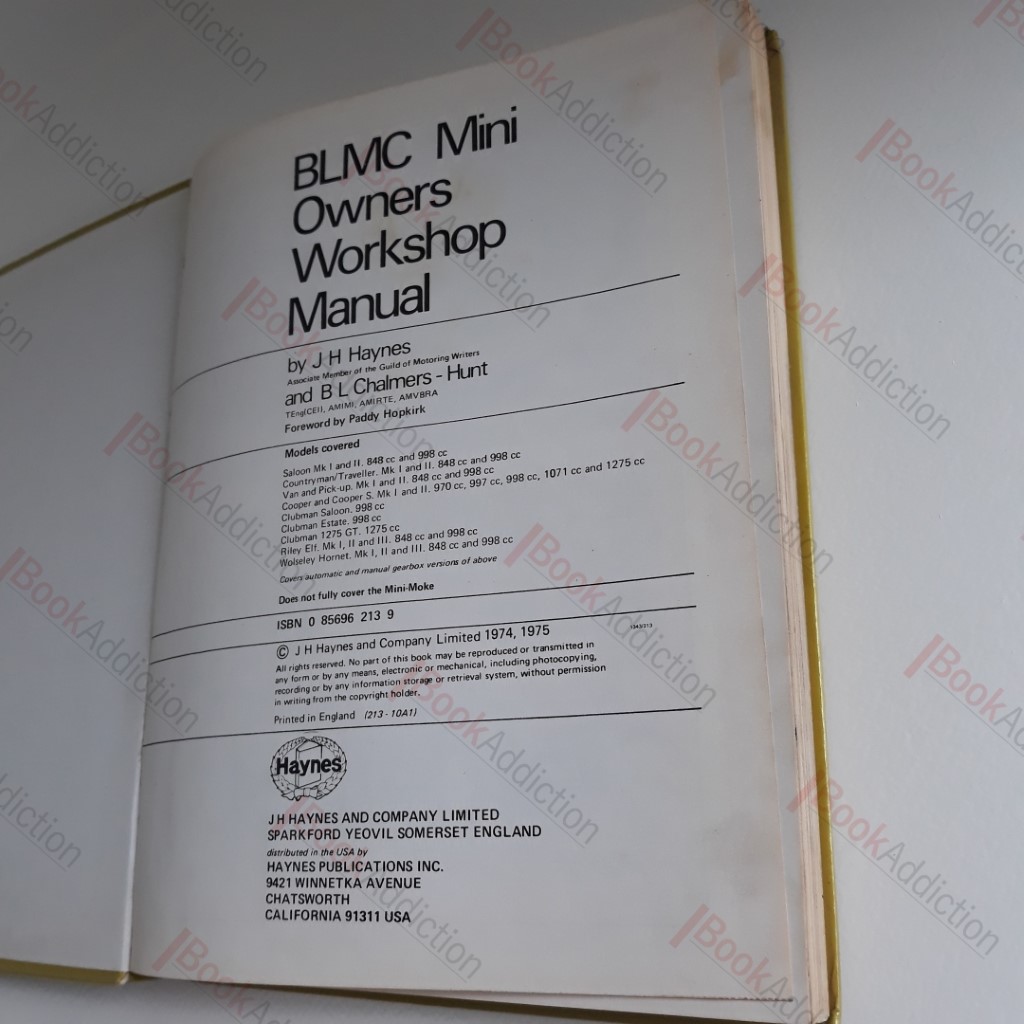 BLMC Mini
Owners
Workshop
Manual
by J H Haynes
Associate Member of the Guild of Motoring Writers
and B L Chalmers - Hunt
TEng(CEI), AMIMI, AMIRTE, AMVBRA
Foreword by Paddy Hopkirk
Models covered
Saloon Mk I and II. 848 cc and 998 cc
Countryman/Traveller. Mk I and II. 848 cc and 998 cc
Van and Pick-up. Mk I and II. 848 cc and 998 cc
Cooper and Cooper S. Mk I and II. 970 cc, 997 cc, 998 cc, 1071 cc and 1275 cc
Clubman Saloon. 998 cc
Clubman Estate. 998 cc
Clubman 1275 GT. 1275 cc
Riley Elf. Mk I, II and III. 848 cc and 998 cc
Wolseley Hornet. Mk I, II and III. 848 cc and 998 cc
Covers automatic and manual gearbox versions of above
Does not fully cover the Mini-Moke
ISBN 0 85696 213 9
© J H Haynes and Company Limited 1974, 1975
All rights reserved. No part of this book may be reproduced or transmitted in
any form or by any means, electronic or mechanical, including photocopying,
recording or by any information storage or retrieval system, without permission
in writing from the copyright holder.
Printed in England (213 - 10A1)
Haynes
J H HAYNES AND COMPANY LIMITED
SPARKFORD YEOVIL SOMERSET ENGLAND
distributed in the USA by
HAYNES PUBLICATIONS INC.
9421 WINNETKA AVENUE
CHATSWORTH
CALIFORNIA 91311 USA
BookAddiction